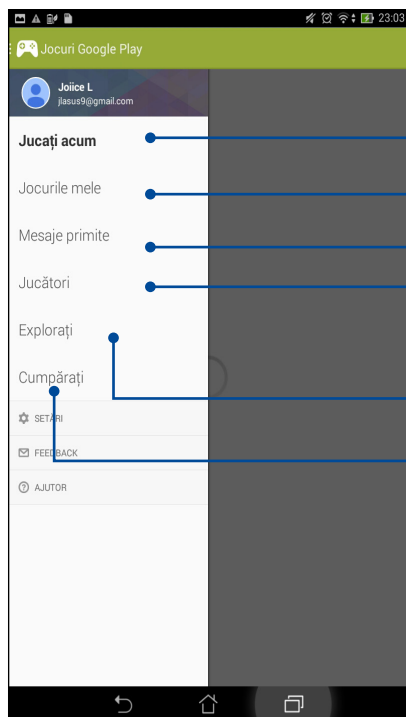 23:03
Jocuri Google Play
Joiice L
jlasus9@gmail.com
Jucați acum
Jocurile mele
Mesaje primite
Jucători
Explorați
Cumpărați
SETĂRI
FEEDBACK
AJUTOR